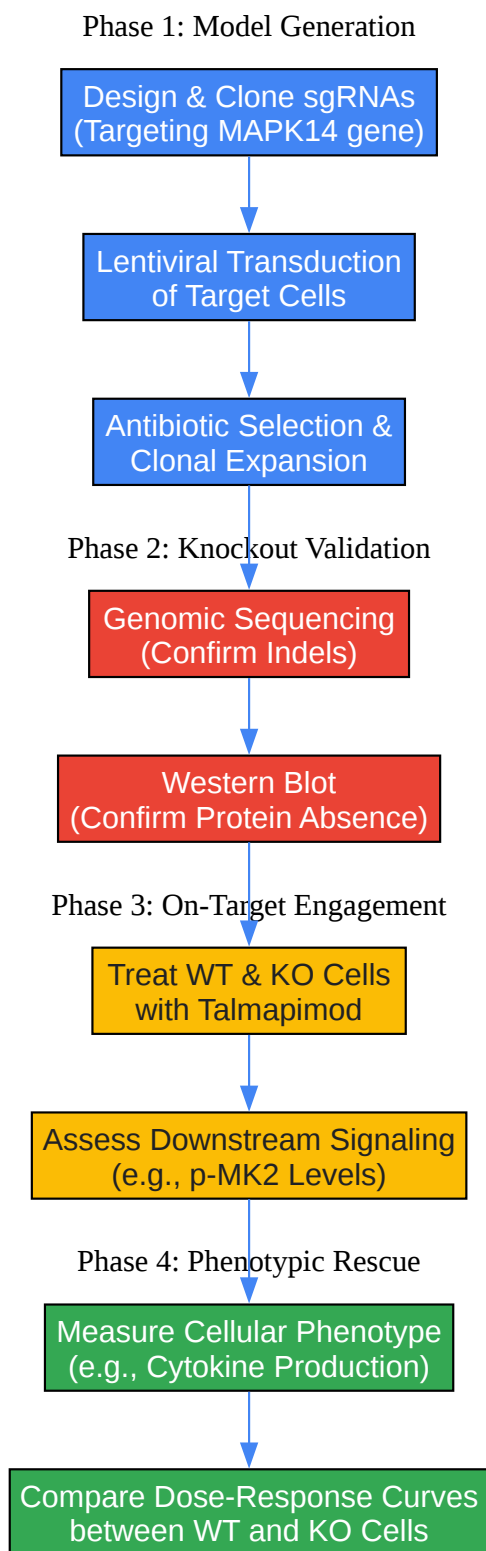 Phase 1: Model Generation
Design & Clone sgRNAs
(Targeting MAPK14 gene)
Lentiviral Transduction
of Target Cells
Antibiotic Selection &
Clonal Expansion
Phase 2: Knockout Validation
Genomic Sequencing
(Confirm Indels)
Western Blot
(Confirm Protein Absence)
Phase 3: On-Target Engagement
Treat WT & KO Cells
with Talmapimod
Assess Downstream Signaling
(e.g., p-MK2 Levels)
Phase 4: Phenotypic Rescue
Measure Cellular Phenotype
(e.g., Cytokine Production)
Compare Dose-Response Curves
between WT and KO Cells